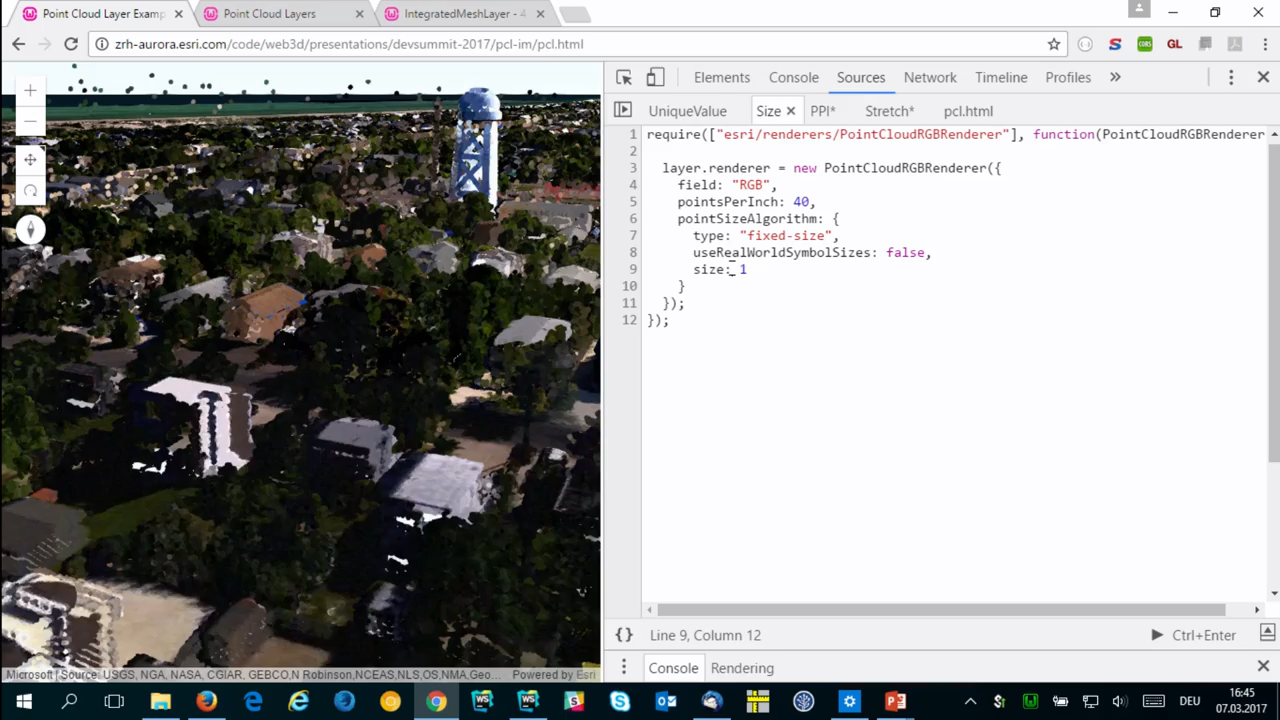 Point Cloud Layer Examp
Point Cloud Layers
IntegratedMeshLayer - 4
zrh-aurora.esri.com/code/web3d/presentations/devsummit-2017/pcl-im/pcl.html
CORS
GL
Elements Console Sources Network Timeline Profiles
UniqueValue Size PPI* Stretch* pcl.html
1 require(["esri/renderers/PointCloudRGBRenderer"], function(PointCloudRGBRenderer
2
3 layer.renderer = new PointCloudRGBRenderer({
4 field: "RGB",
5 pointsPerInch: 40,
6 pointSizeAlgorithm: {
7 type: "fixed-size",
8 useRealWorldSymbolSizes: false,
9 size: 1
10 }
11 });
12 });
{} Line 9, Column 12 Ctrl+Enter
Microsoft | Source: USGS, NGA, NASA, CGIAR, GEBCO,N Robinson,NCEAS,NLS,OS,NMA,Geo... Powered by Esri
Console Rendering
DEU
16:45
07.03.2017